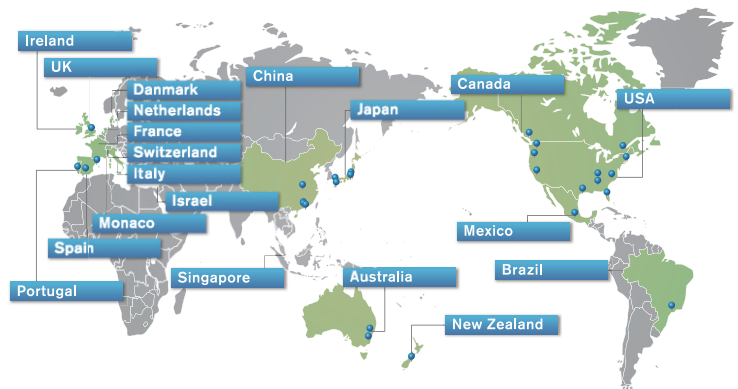 Ireland
UK
Danmark
Netherlands
France
Switzerland
Italy
Israel
Monaco
Spain
Portugal
China
Japan
Singapore
Australia
New Zealand
Canada
USA
Mexico
Brazil